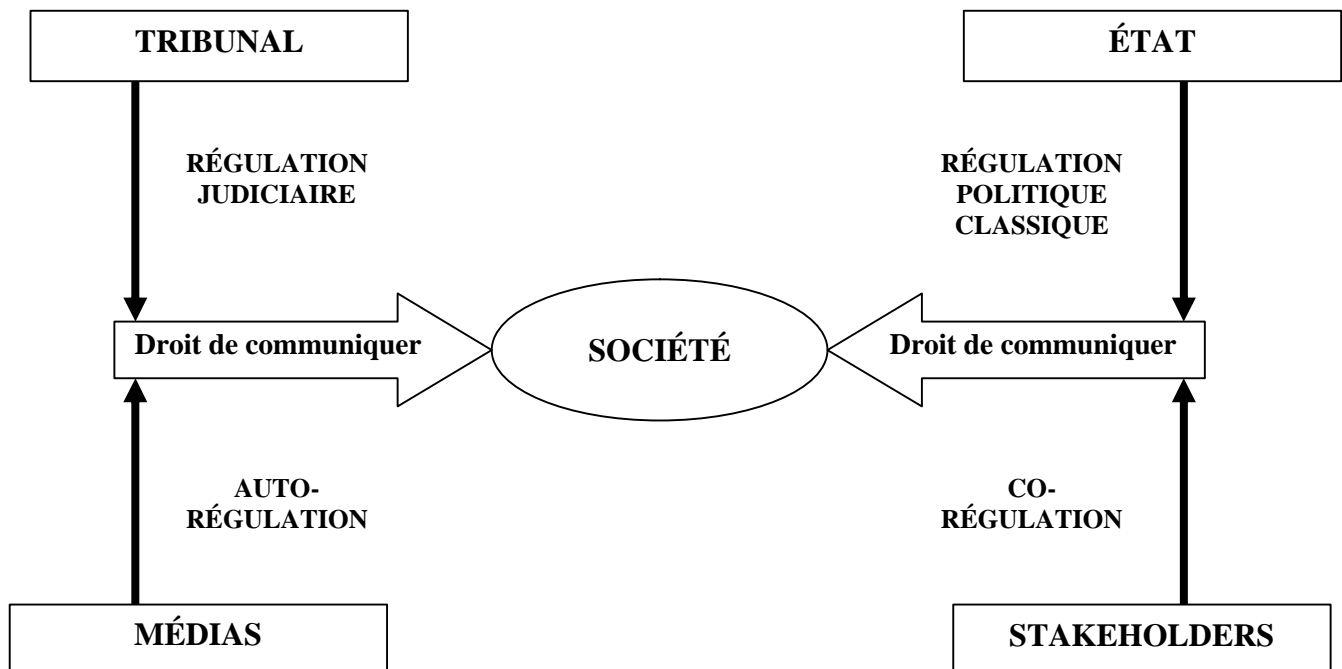 TRIBUNAL
ÉTAT
RÉGULATION
JUDICIAIRE
RÉGULATION
POLITIQUE
CLASSIQUE
Droit de communiquer
SOCIÉTÉ
Droit de communiquer
AUTO-
RÉGULATION
CO-
RÉGULATION
MÉDIAS
STAKEHOLDERS